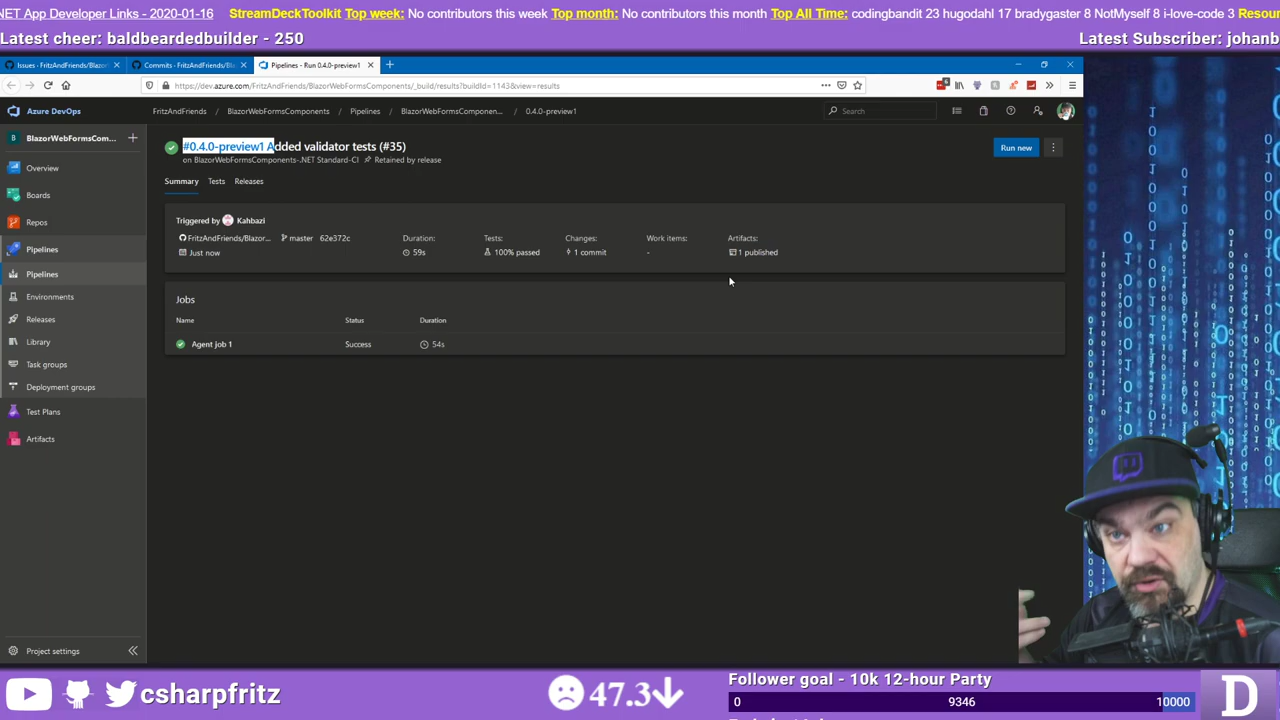 NET App Developer Links - 2020-01-16 StreamDeckToolkit Top week: No contributors this week Top month: No contributors this month Top All Time: codingbandit 23 hugodahl 17 bradygaster 8 NotMyself 8 i-love-code 3 Resou
Latest cheer: baldbeardedbuilder - 250 Latest Subscriber: johanb
Issues - FritzAndFriends/Blazor Commits - FritzAndFriends/Bla Pipelines - Run 0.4.0-preview1
https://dev.azure.com/FritzAndFriends/BlazorWebFormsComponents/_build/results?buildId=1143&view=results
Azure DevOps FritzAndFriends BlazorWebFormsComponents Pipelines BlazorWebFormsComponen... 0.4.0-preview1 Search
B BlazorWebFormsCom...
Overview
Boards
Repos
Pipelines
Pipelines
Environments
Releases
Library
Task groups
Deployment groups
Test Plans
Artifacts
Project settings
#0.4.0-preview1 Added validator tests (#35)
on BlazorWebFormsComponents-.NET Standard-CI Retained by release
Run new
Summary Tests Releases
Triggered by Kahbazi
FritzAndFriends/Blazor... master 62e372c Duration: Tests: Changes: Work items: Artifacts:
Just now 59s 100% passed 1 commit - 1 published
Jobs
Name Status Duration
Agent job 1 Success 54s
csharpfritz
47.3
Follower goal - 10k 12-hour Party
0 9346 10000
D